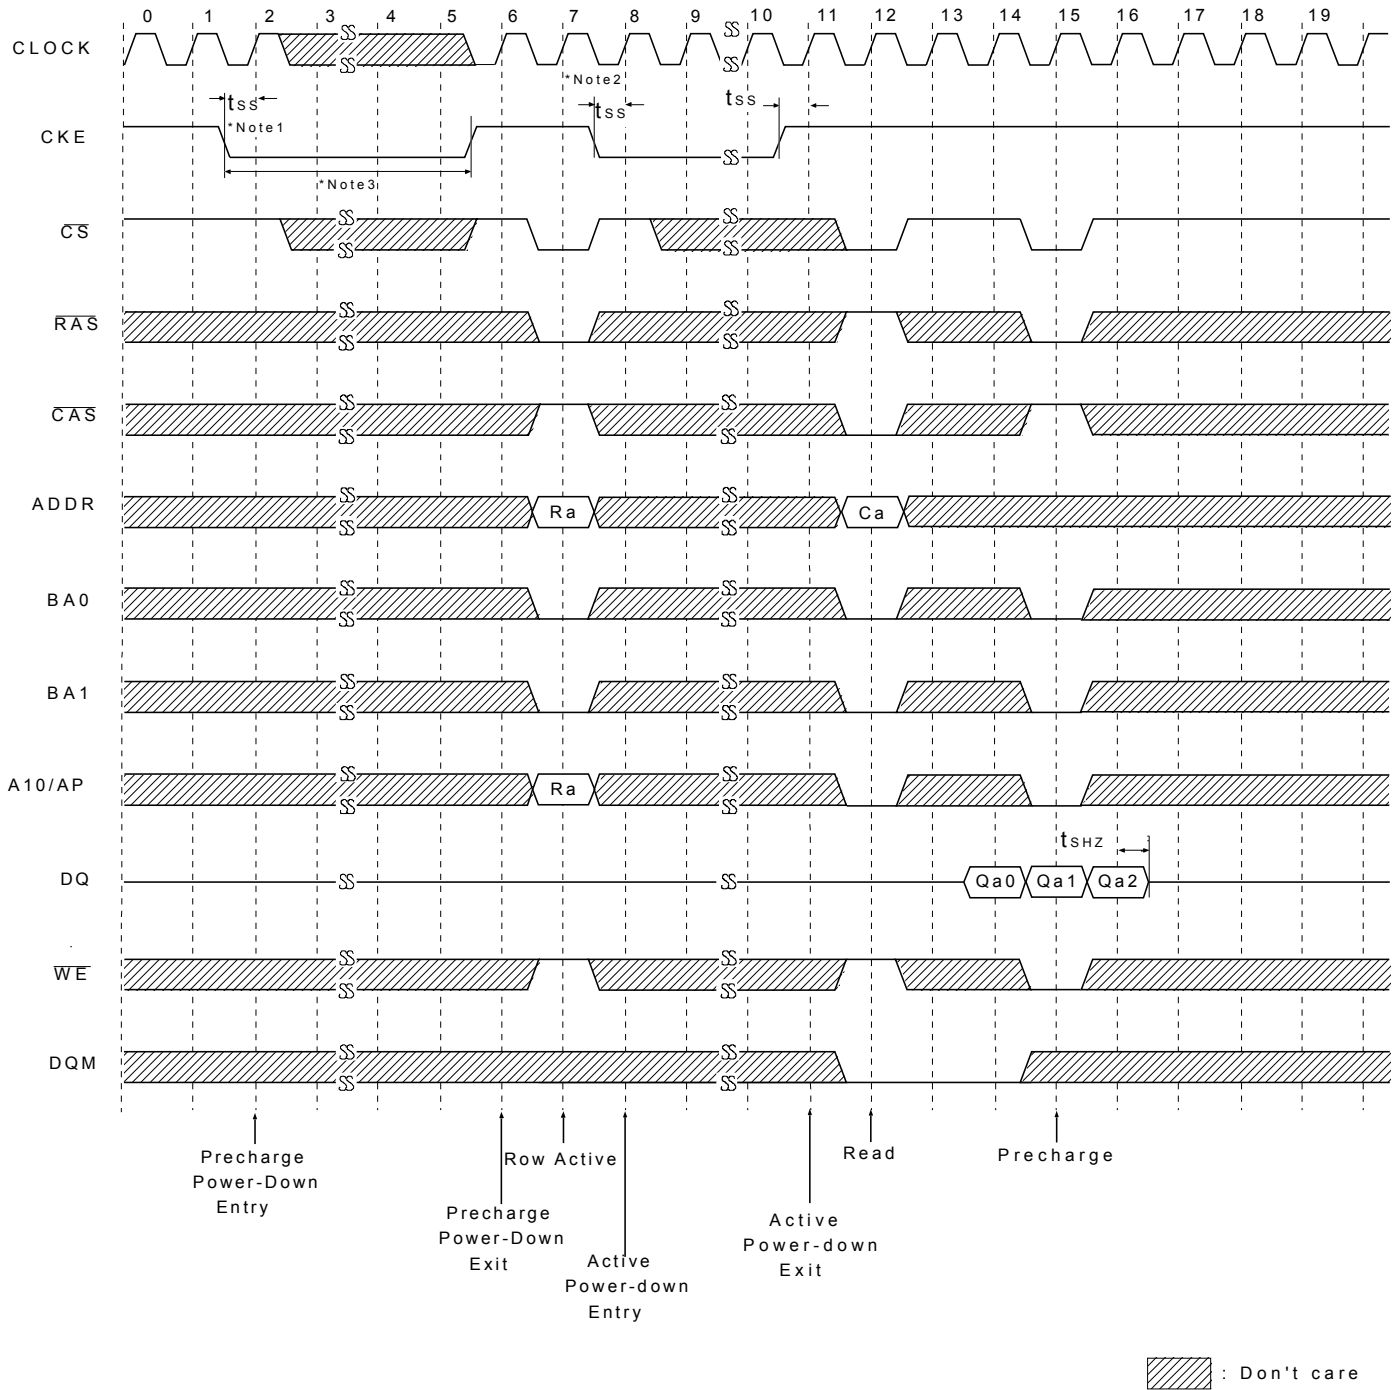 0 1 2 3 4 5 6 7 8 9 10 11 12 13 14 15 16 17 18 19
CLOCK
*Note2
tSS
tSS
tSS
*Note1
CKE
*Note3
CS
RAS
CAS
ADDR
Ra
Ca
BA0
BA1
A10/AP
Ra
tSHZ
DQ
Qa0
Qa1
Qa2
WE
DQM
Precharge
Power-Down
Entry
Precharge
Power-Down
Exit
Row Active
Active
Power-down
Entry
Active
Power-down
Exit
Read
Precharge
: Don't care